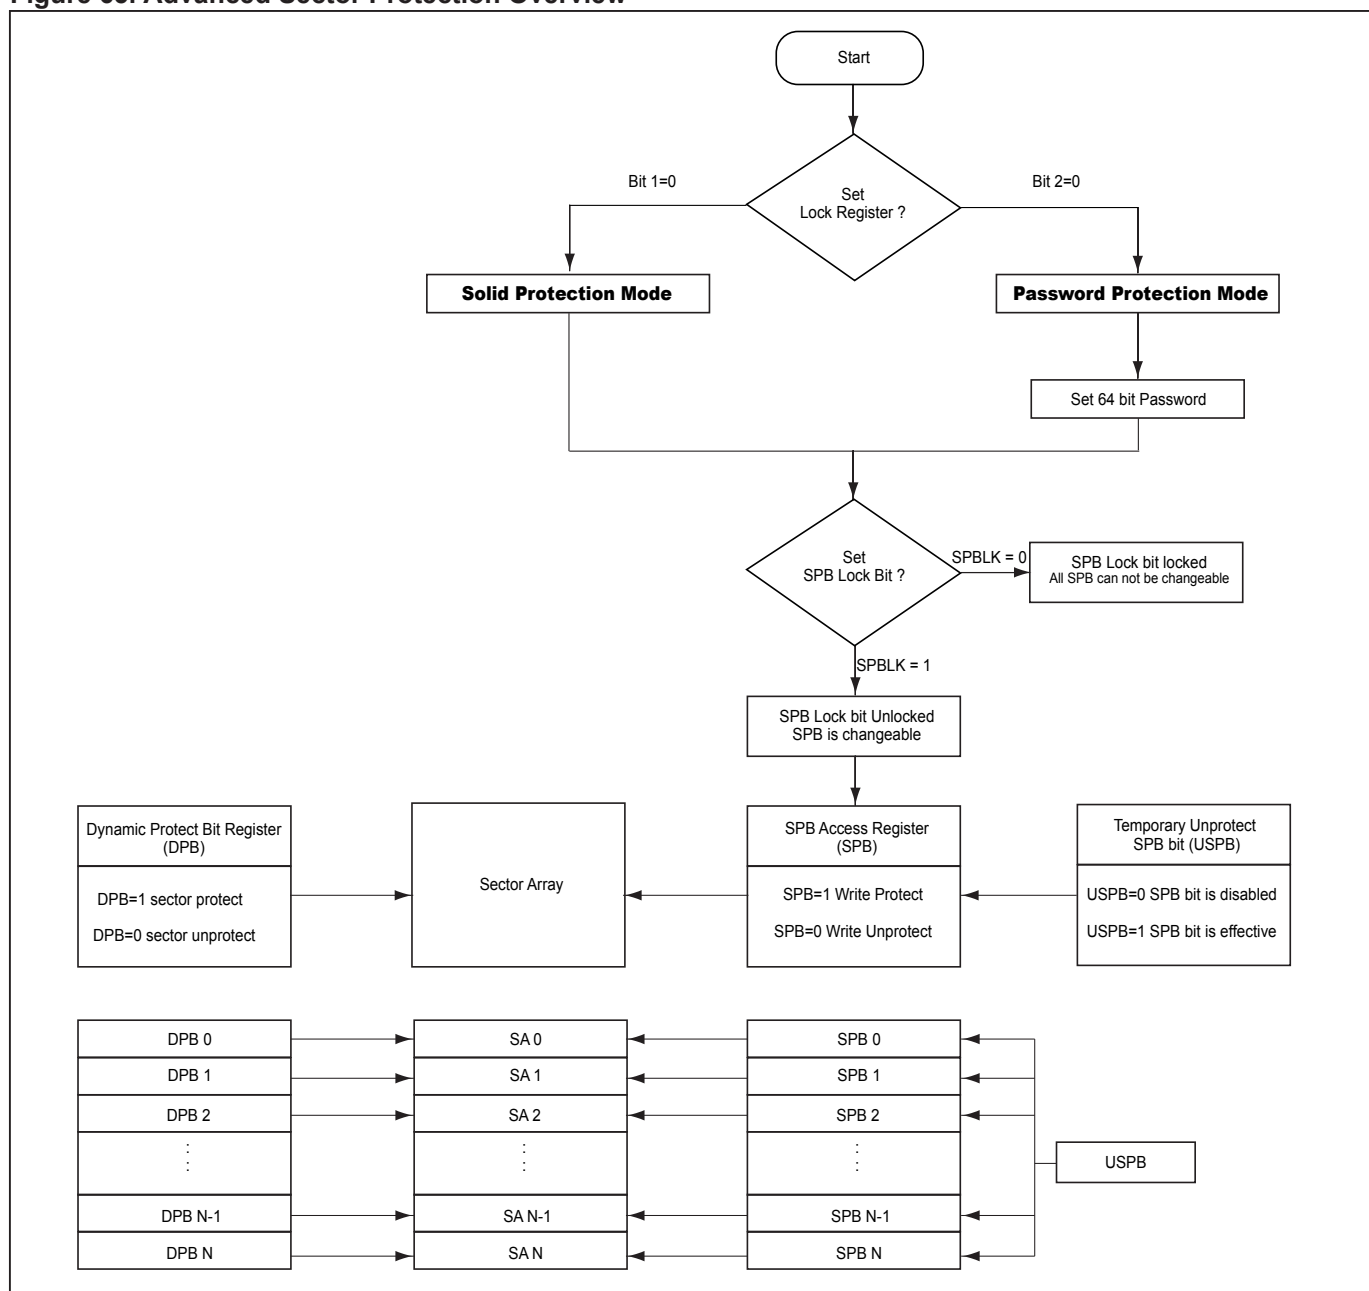 Start
Set
Lock Register ?
Bit 1=0
Bit 2=0
Solid Protection Mode
Password Protection Mode
Set 64 bit Password
Set
SPB Lock Bit ?
SPBLK = 0
SPB Lock bit locked
All SPB can not be changeable
SPBLK = 1
SPB Lock bit Unlocked
SPB is changeable
Dynamic Protect Bit Register
(DPB)
DPB=1 sector protect
DPB=0 sector unprotect
Sector Array
SPB Access Register
(SPB)
SPB=1 Write Protect
SPB=0 Write Unprotect
Temporary Unprotect
SPB bit (USPB)
USPB=0 SPB bit is disabled
USPB=1 SPB bit is effective
DPB 0
SA 0
SPB 0
DPB 1
SA 1
SPB 1
DPB 2
SA 2
SPB 2
USPB
DPB N-1
SA N-1
SPB N-1
DPB N
SA N
SPB N